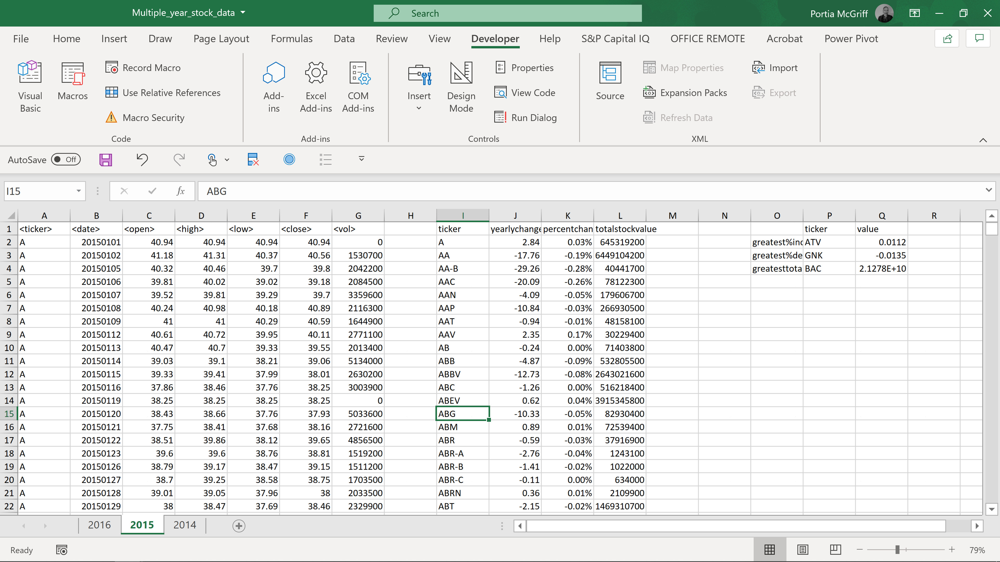 Multiple_year_stock_data Search Portia McGriff
File Home Insert Draw Page Layout Formulas Data Review View Developer Help S&P Capital IQ OFFICE REMOTE Acrobat Power Pivot
Visual Basic
Macros
Record Macro
Use Relative References
Macro Security
Code
Add-ins
Excel Add-ins
COM Add-ins
Add-ins
Insert
Design Mode
Properties
View Code
Run Dialog
Controls
Source
Map Properties
Expansion Packs
Refresh Data
Import
Export
XML
AutoSave Off
I15 fx ABG
A B C D E F G H I J K L M N O P Q R
1 <ticker> <date> <open> <high> <low> <close> <vol> ticker yearlychange percentchan totalstockvalue ticker value
2 A 20150101 40.94 40.94 40.94 40.94 0 A 2.84 0.03% 645319200 greatest%inc ATV 0.0112
3 A 20150102 41.18 41.31 40.37 40.56 1530700 AA -17.76 -0.19% 6449104200 greatest%de GNK -0.0135
4 A 20150105 40.32 40.46 39.7 39.8 2042200 AA-B -29.26 -0.28% 40441700 greatesttota BAC 2.1278E+10
5 A 20150106 39.81 40.02 39.02 39.18 2084500 AAC -20.09 -0.26% 78122300
6 A 20150107 39.52 39.81 39.29 39.7 3359600 AAN -4.09 -0.05% 179606700
7 A 20150108 40.24 40.98 40.18 40.89 2116300 AAP -10.84 -0.03% 266930500
8 A 20150109 41 41 40.29 40.59 1644900 AAT -0.94 -0.01% 48158100
9 A 20150112 40.61 40.72 39.95 40.11 2771100 AAV 2.35 0.17% 30229400
10 A 20150113 40.47 40.7 39.33 39.55 2013400 AB -0.24 0.00% 71403800
11 A 20150114 39.03 39.1 38.21 39.06 5134000 ABB -4.87 -0.09% 532805500
12 A 20150115 39.33 39.41 37.99 38.01 2630200 ABBV -12.73 -0.08% 2643021600
13 A 20150116 37.86 38.46 37.76 38.25 3003900 ABC -1.26 0.00% 516218400
14 A 20150119 38.25 38.25 38.25 38.25 0 ABEV 0.62 0.04% 3915345800
15 A 20150120 38.43 38.66 37.76 37.93 5033600 ABG -10.33 -0.05% 82930400
16 A 20150121 37.75 38.41 37.68 38.16 2721600 ABM 0.89 0.01% 72539400
17 A 20150122 38.51 39.86 38.12 39.65 4856500 ABR -0.59 -0.03% 37916900
18 A 20150123 39.6 39.6 38.76 38.81 1519200 ABR-A -2.76 -0.04% 1243100
19 A 20150126 38.79 39.17 38.47 39.15 1511200 ABR-B -1.41 -0.02% 1022000
20 A 20150127 38.7 39.25 38.58 38.75 1703500 ABR-C -0.11 0.00% 634000
21 A 20150128 39.01 39.05 37.96 38 2033500 ABRN 0.36 0.01% 2109900
22 A 20150129 38 38.47 37.69 38.46 2329900 ABT -2.15 -0.02% 1469310700
2016 2015 2014
Ready 79%